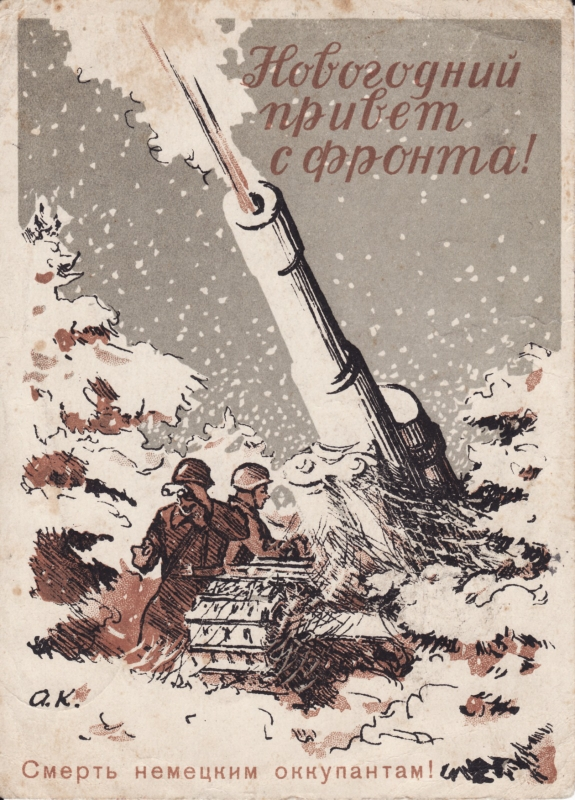 Новогодний
привет
с фронта!
а.К.
Смерть немецким оккупантам!